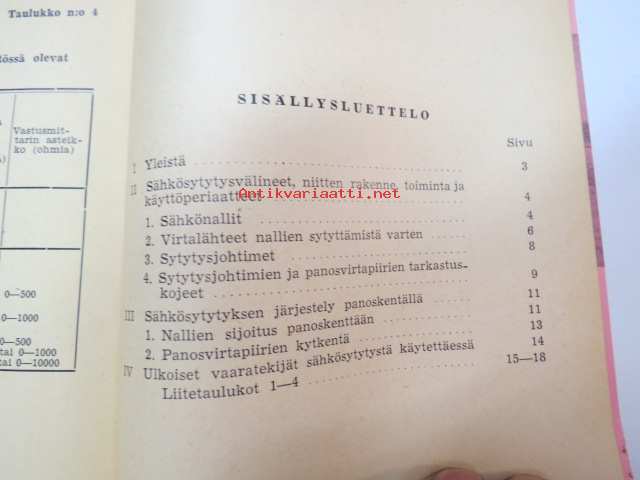 Taulukko n:o 4
tössä olevat
Vastusmit-
tarin asteik-
ko (ohmia)
0—500
0—1000
0—500
tai 0—1000
tai 0—10000
SISÄLLYSLUETTELO
Sivu
I Yleistä 3
II Sähkösytytysvälineet, niitten rakenne, toiminta ja
käyttöperiaatteet 4
Antikvariaatti.net
1. Sähkönallit 4
2. Virtalähteet nallien sytyttämistä varten 6
3. Sytytysjohtimet 8
4. Sytytysjohtimien ja panosvirtapiirien tarkastus-
kojeet 9
III Sähkösytytyksen järjestely panoskentällä 11
1. Nallien sijoitus panoskenttään 11
2. Panosvirtapiirien kytkentä 13
IV Ulkoiset vaaratekijät sähkösytytystä käytettäessä 14
Liitetaulukot 1—4 15—18